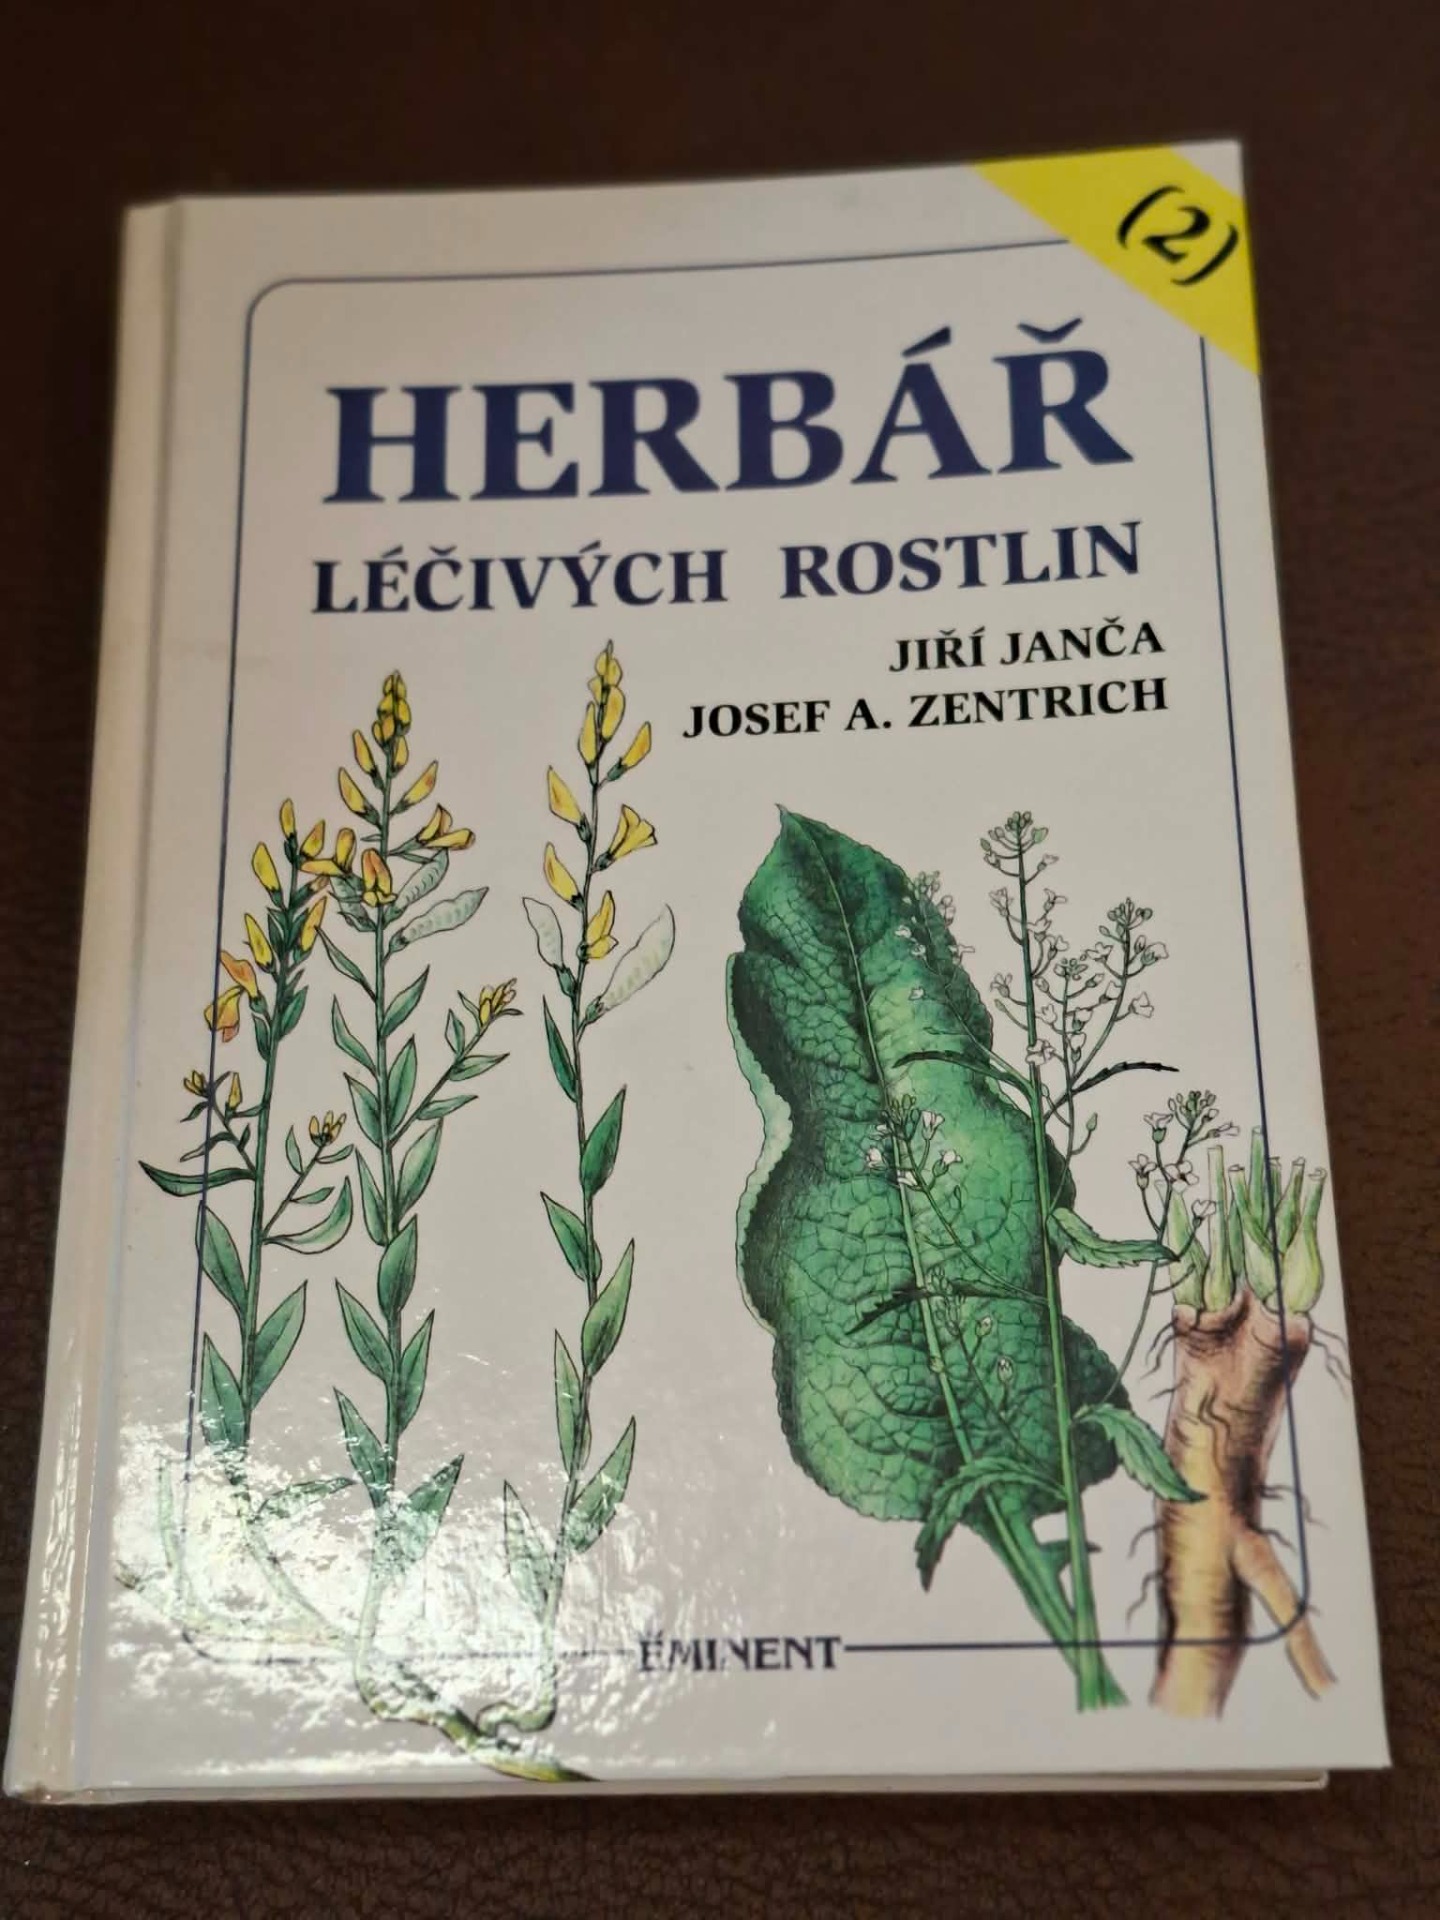 (2)
HERBÁŘ
LÉČIVÝCH ROSTLIN
JIŘÍ JANČA
JOSEF A. ZENTRICH
EMINENT